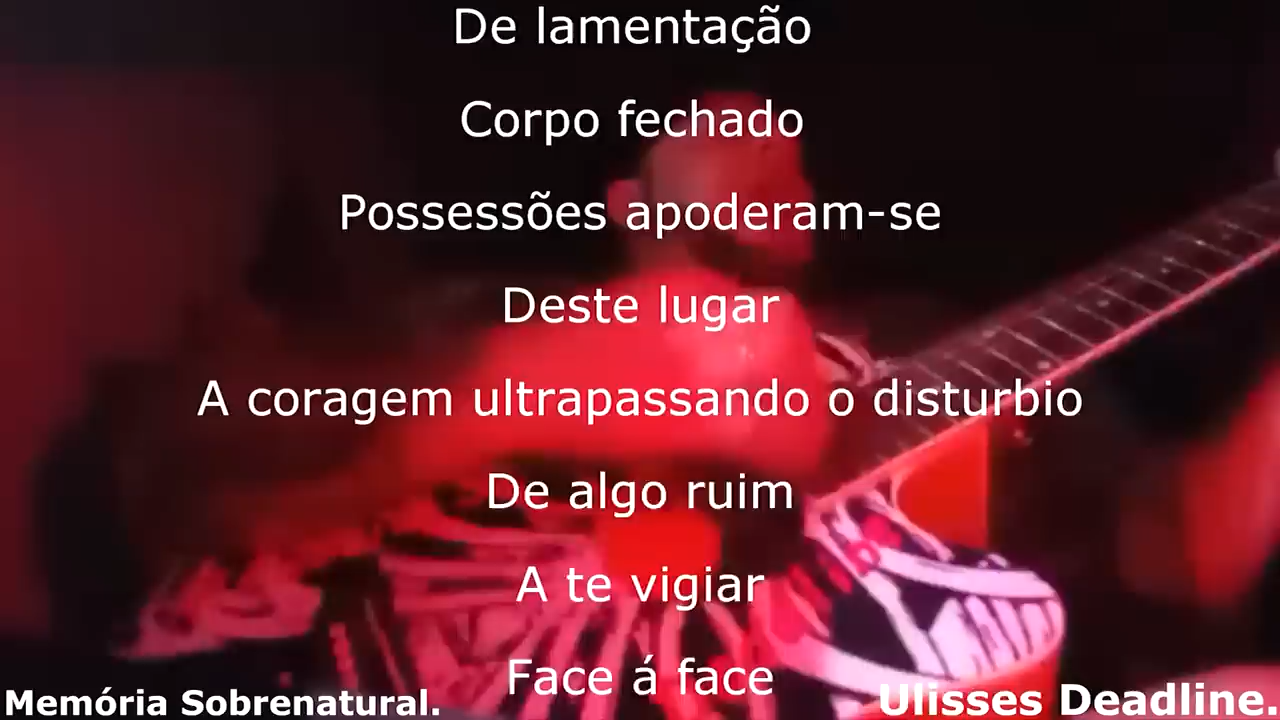 De lamentação
Corpo fechado
Possessões apoderam-se
Deste lugar
A coragem ultrapassando o disturbio
De algo ruim
A te vigiar
Face á face
Memória Sobrenatural.
Ulisses Deadline.